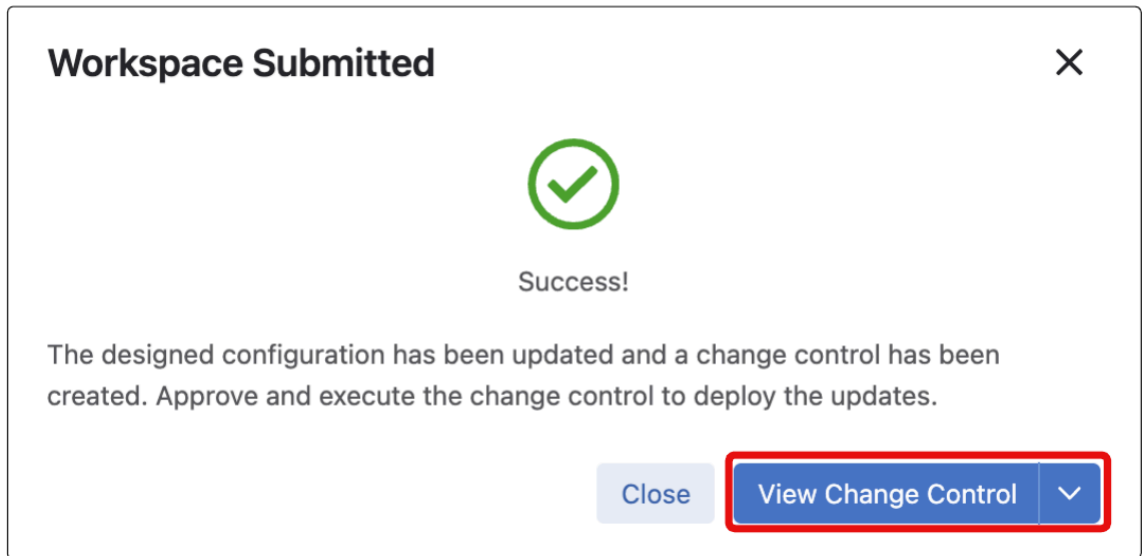 Workspace Submitted
Success!
The designed configuration has been updated and a change control has been
created. Approve and execute the change control to deploy the updates.
Close
View Change Control